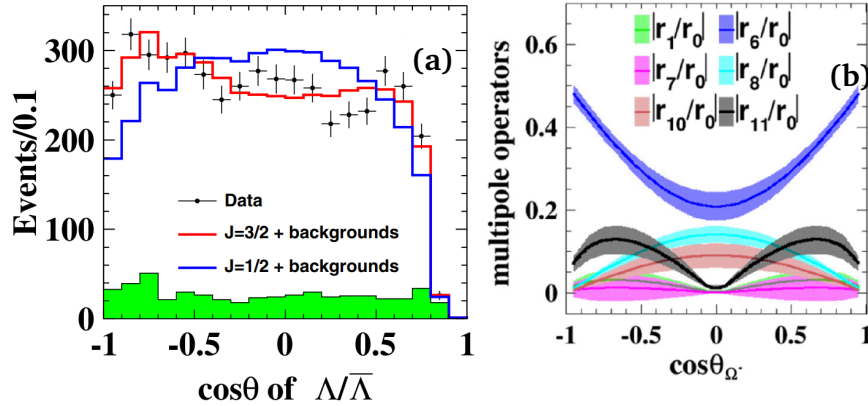 (a)
300
200
100
0
Events/0.1
Data
J=3/2 + backgrounds
J=1/2 + backgrounds
-1 -0.5 0 0.5 1
cosθ of Λ/Λ̅
(b)
0.6
0.4
0.2
0
multipole operators
|r₁/r₀| |r₆/r₀|
|r₇/r₀| |r₈/r₀|
|r₁₀/r₀| |r₁₁/r₀|
-1 -0.5 0 0.5 1
cosθ_Ω⁻